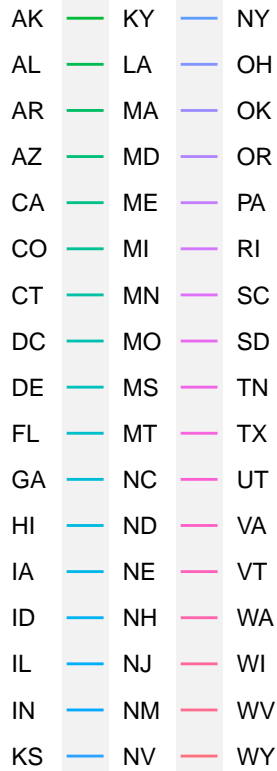 AK KY NY
AL LA OH
AR MA OK
AZ MD OR
CA ME PA
CO MI RI
CT MN SC
DC MO SD
DE MS TN
FL MT TX
GA NC UT
HI ND VA
IA NE VT
ID NH WA
IL NJ WI
IN NM WV
KS NV WY